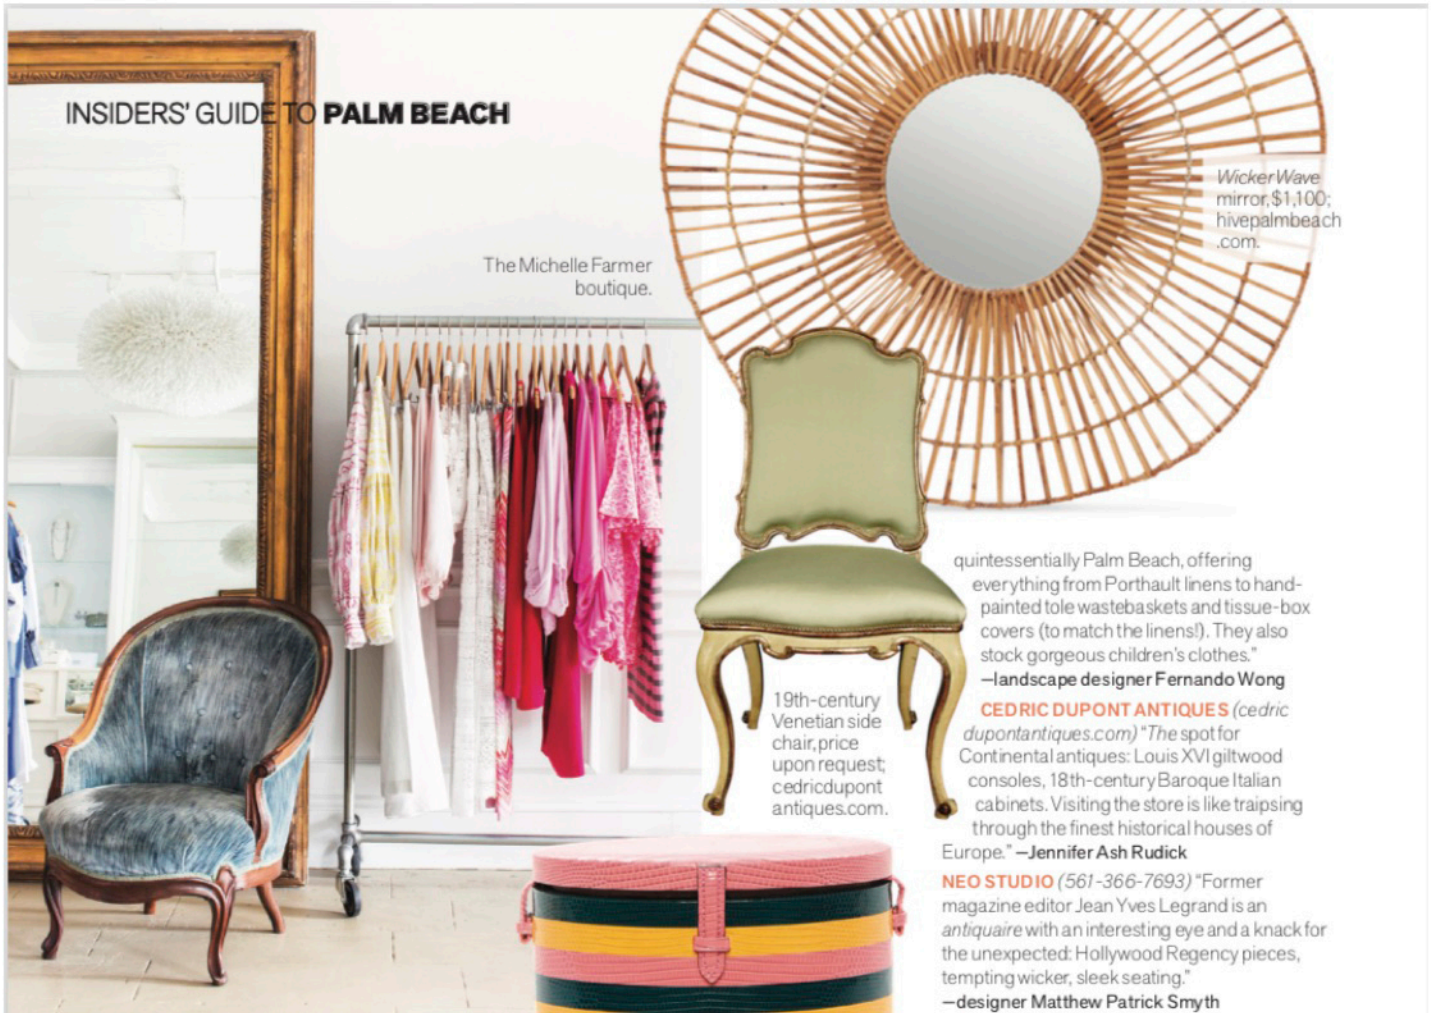 INSIDERS' GUIDE TO PALM BEACH
The Michelle Farmer
boutique.
Wicker Wave
mirror, $1,100;
hivepalmbeach
.com.
19th-century
Venetian side
chair, price
upon request;
cedricdupont
antiques.com.
quintessentially Palm Beach, offering
everything from Porthault linens to hand-
painted tole wastebaskets and tissue-box
covers (to match the linens!). They also
stock gorgeous children's clothes."
—landscape designer Fernando Wong
CEDRIC DUPONT ANTIQUES (cedric
dupontantiques.com) "The spot for
Continental antiques: Louis XVI giltwood
consoles, 18th-century Baroque Italian
cabinets. Visiting the store is like traipsing
through the finest historical houses of
Europe." —Jennifer Ash Rudick
NEO STUDIO (561-366-7693) "Former
magazine editor Jean Yves Legrand is an
antiquaire with an interesting eye and a knack for
the unexpected: Hollywood Regency pieces,
tempting wicker, sleek seating."
—designer Matthew Patrick Smyth